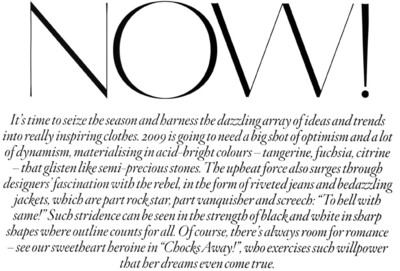 NOW!
It's time to seize the season and harness the dazzling array of ideas and trends
into really inspiring clothes. 2009 is going to need a big shot of optimism and a lot
of dynamism, materialising in acid-bright colours – tangerine, fuchsia, citrine
– that glisten like semi-precious stones. The upbeat force also surges through
designers' fascination with the rebel, in the form of riveted jeans and bedazzling
jackets, which are part rock star, part vanquisher and screech: "To hell with
same!" Such stridence can be seen in the strength of black and white in sharp
shapes where outline counts for all. Of course, there's always room for romance
– see our sweetheart heroine in "Chocks Away!", who exercises such willpower
that her dreams even come true.